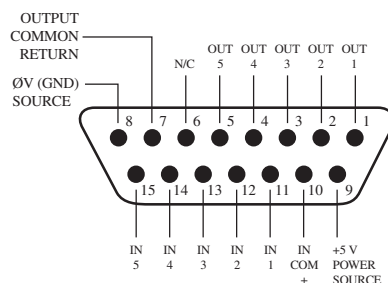 OUTPUT
COMMON
RETURN
ØV (GND)
SOURCE
N/C
OUT
5
OUT
4
OUT
3
OUT
2
OUT
1
8 7 6 5 4 3 2 1
15 14 13 12 11 10 9
IN
5
IN
4
IN
3
IN
2
IN
1
IN
COM
+
+5 V
POWER
SOURCE